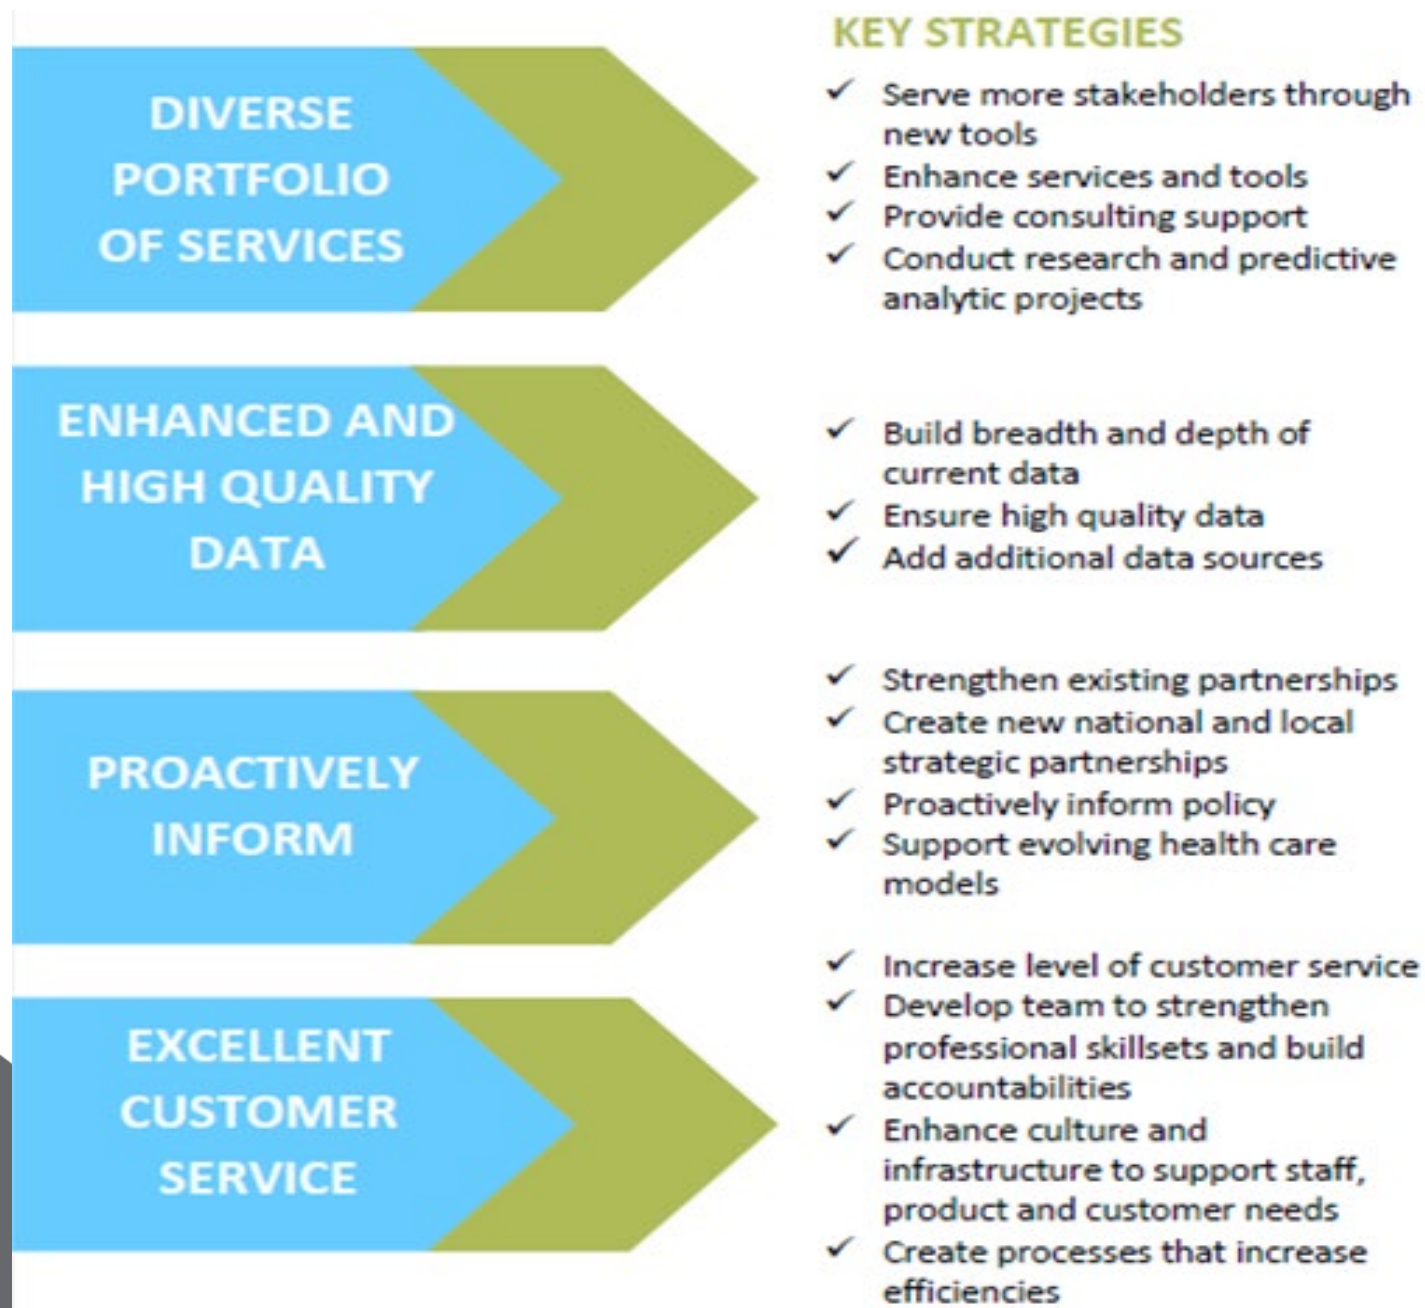 KEY STRATEGIES
DIVERSE
PORTFOLIO
OF SERVICES
✓ Serve more stakeholders through
new tools
✓ Enhance services and tools
✓ Provide consulting support
✓ Conduct research and predictive
analytic projects
ENHANCED AND
HIGH QUALITY
DATA
✓ Build breadth and depth of
current data
✓ Ensure high quality data
✓ Add additional data sources
PROACTIVELY
INFORM
✓ Strengthen existing partnerships
✓ Create new national and local
strategic partnerships
✓ Proactively inform policy
✓ Support evolving health care
models
EXCELLENT
CUSTOMER
SERVICE
✓ Increase level of customer service
✓ Develop team to strengthen
professional skillsets and build
accountabilities
✓ Enhance culture and
infrastructure to support staff,
product and customer needs
✓ Create processes that increase
efficiencies